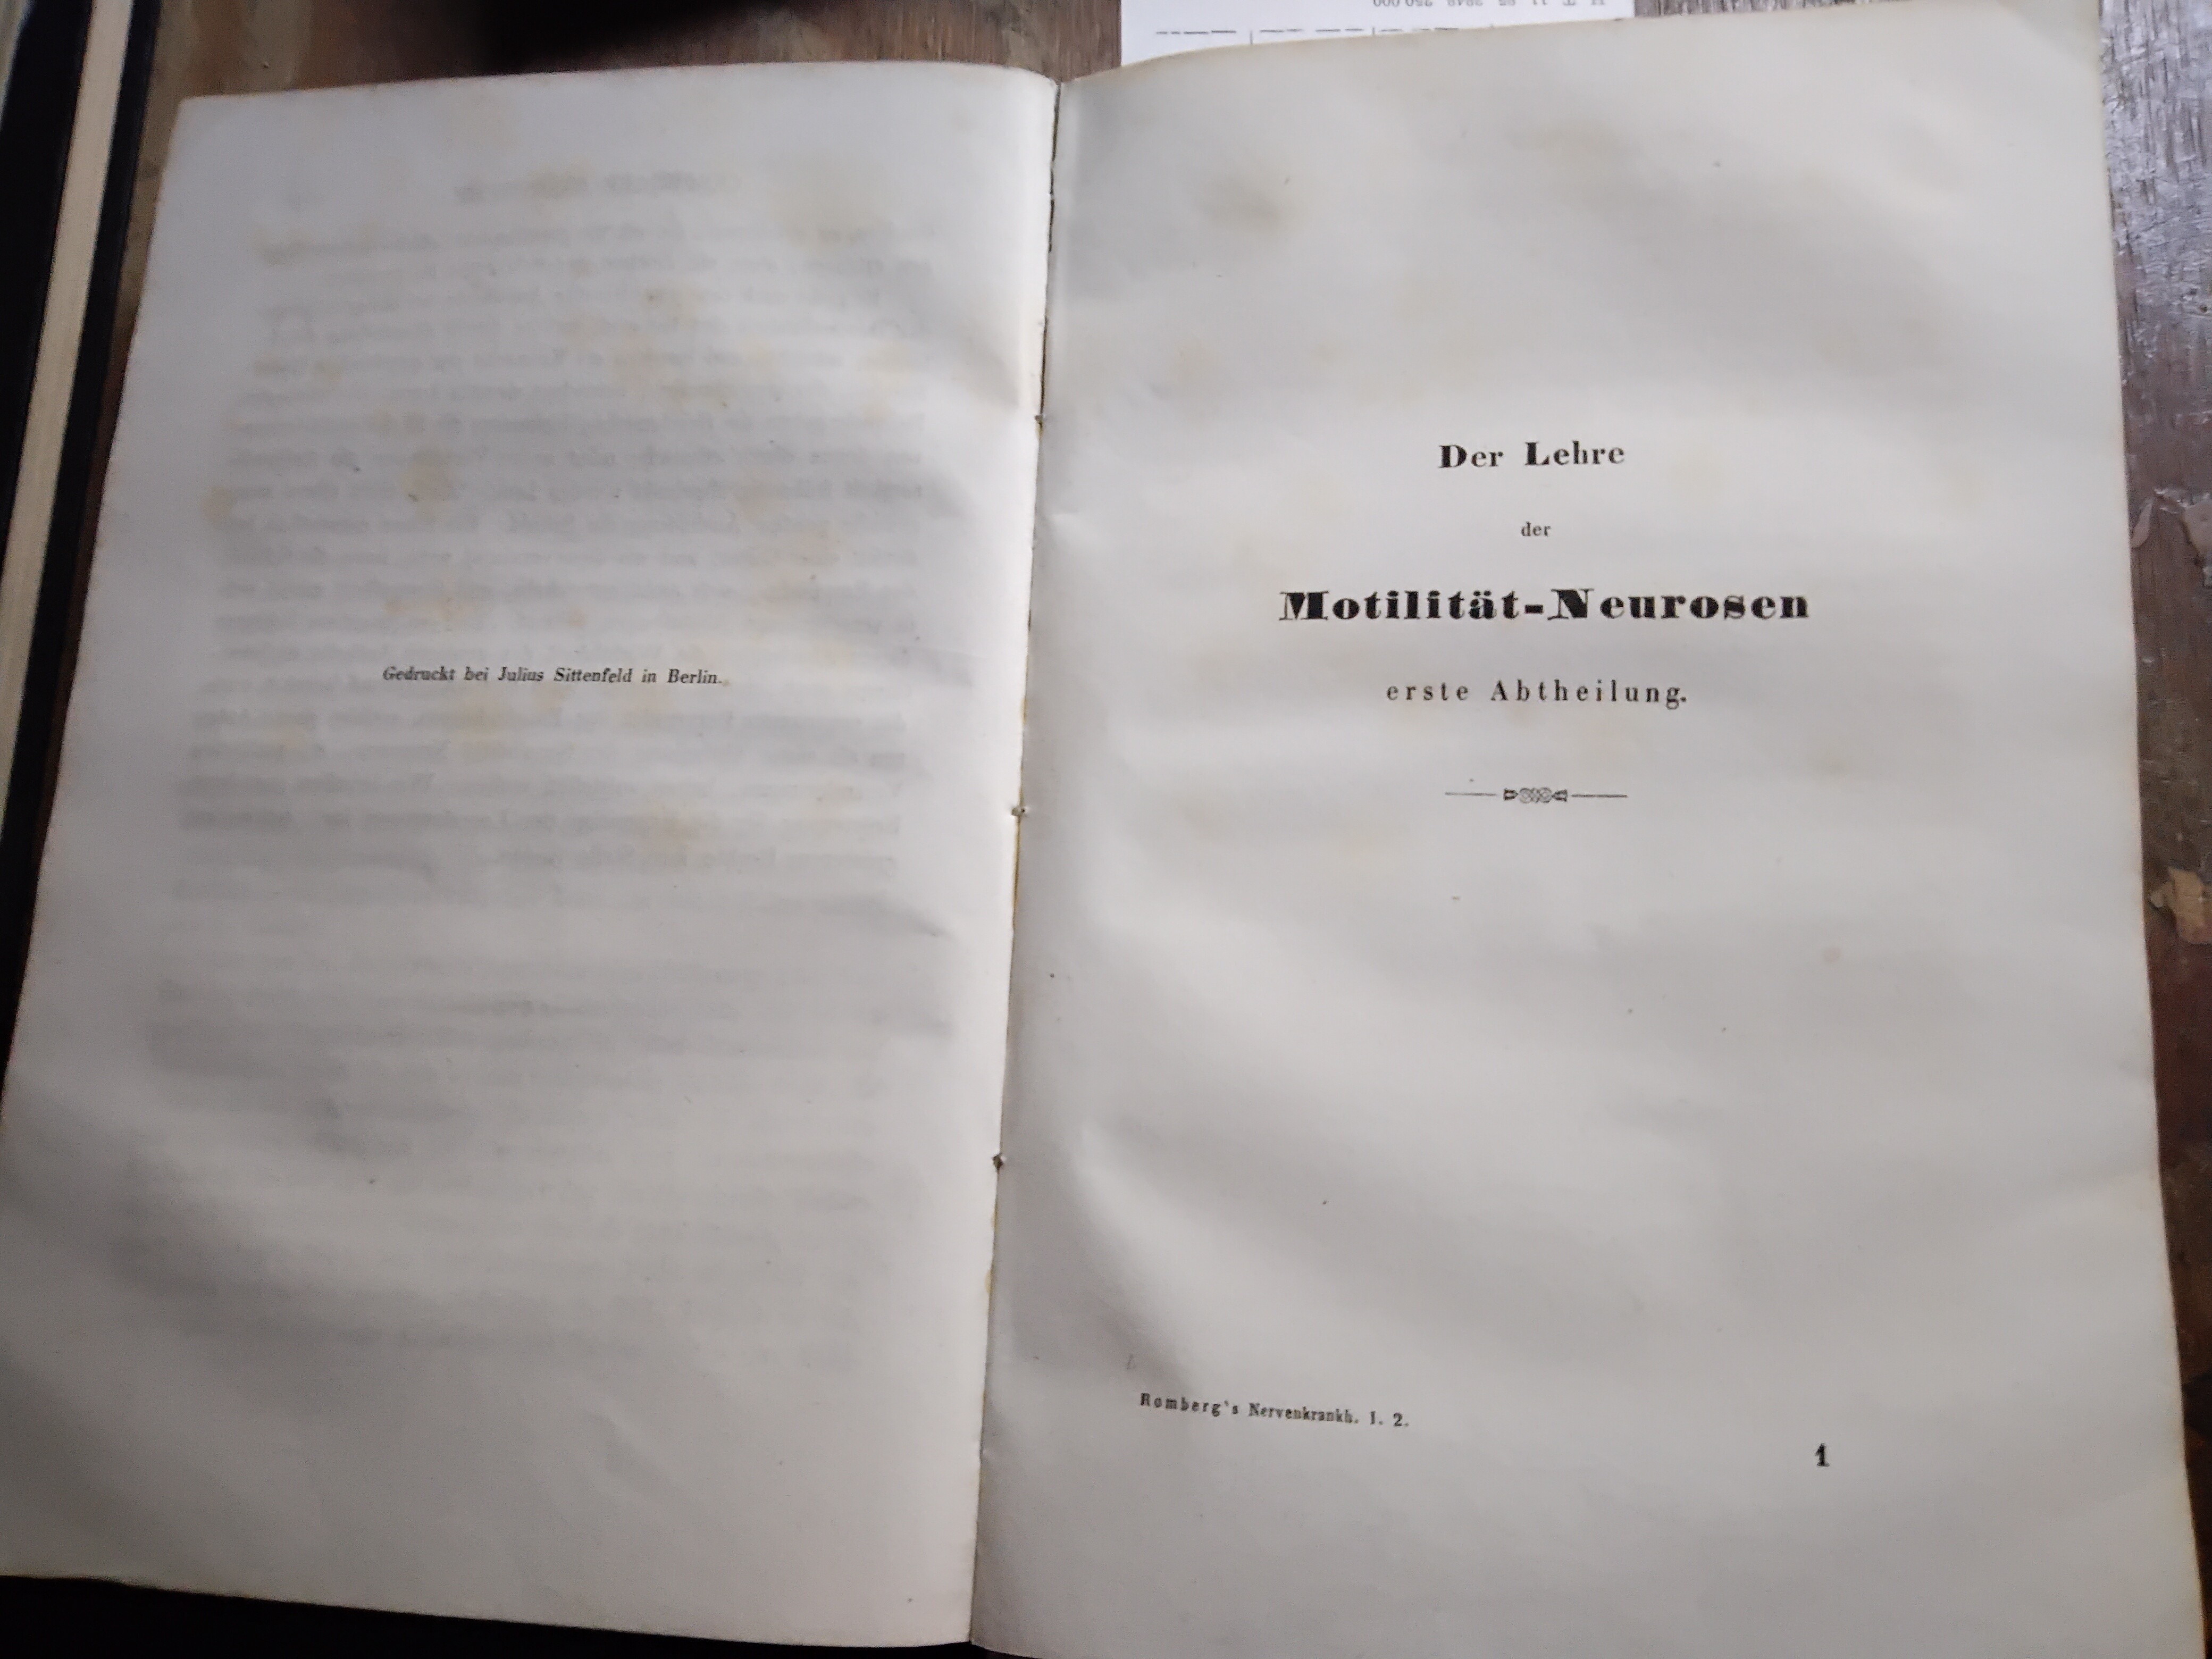 Gedruckt bei Julius Sittenfeld in Berlin.
Der Lehre
der
Motilität-Neurosen
erste Abtheilung.
Romberg's Nervenkrankh. I. 2.
1